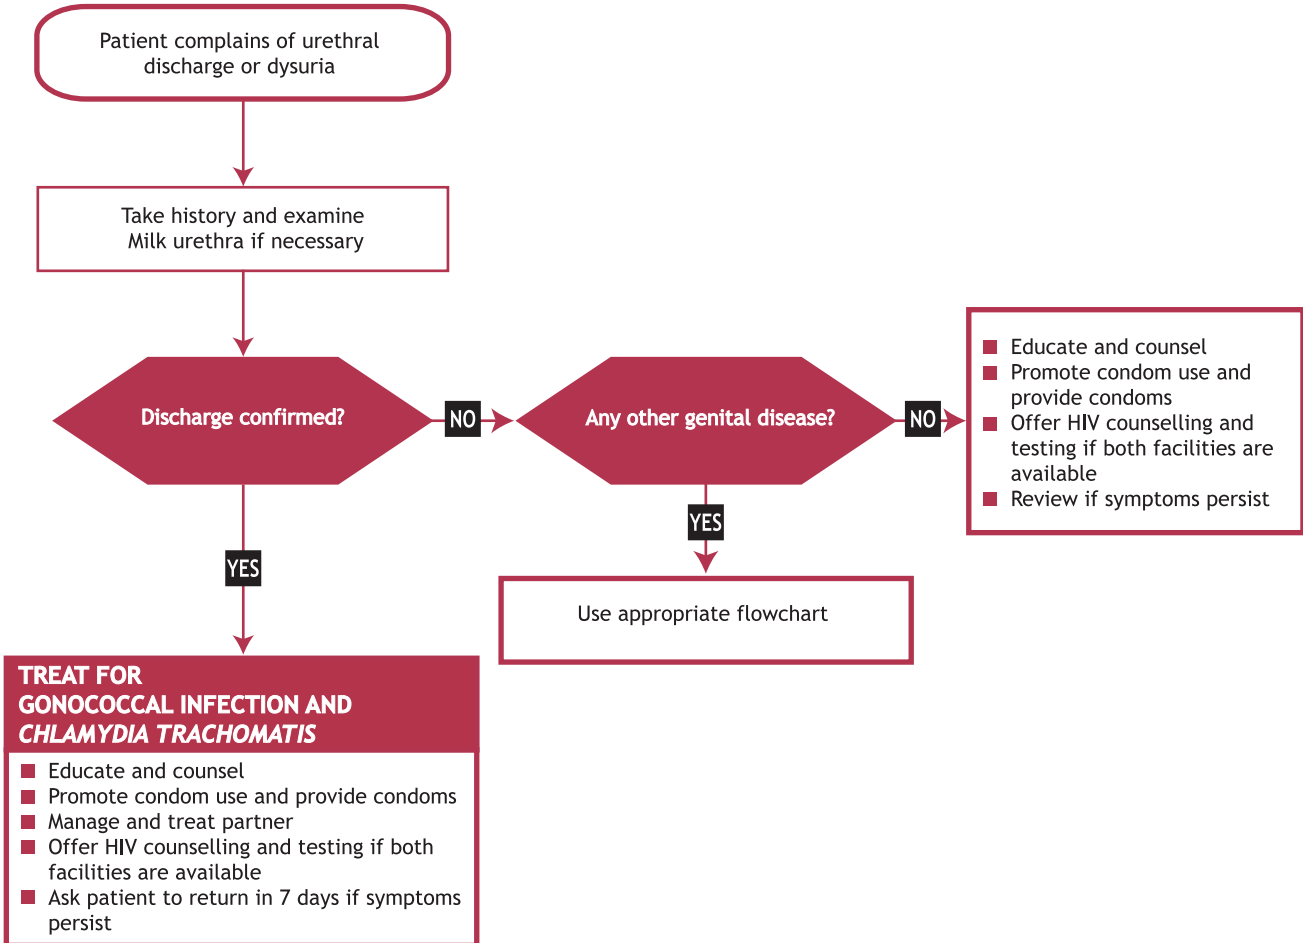 Patient complains of urethral
discharge or dysuria
Take history and examine
Milk urethra if necessary
Discharge confirmed?
NO
Any other genital disease?
NO
■ Educate and counsel
■ Promote condom use and
provide condoms
■ Offer HIV counselling and
testing if both facilities are
available
■ Review if symptoms persist
YES
Use appropriate flowchart
YES
TREAT FOR
GONOCOCCAL INFECTION AND
CHLAMYDIA TRACHOMATIS
■ Educate and counsel
■ Promote condom use and provide condoms
■ Manage and treat partner
■ Offer HIV counselling and testing if both
facilities are available
■ Ask patient to return in 7 days if symptoms
persist